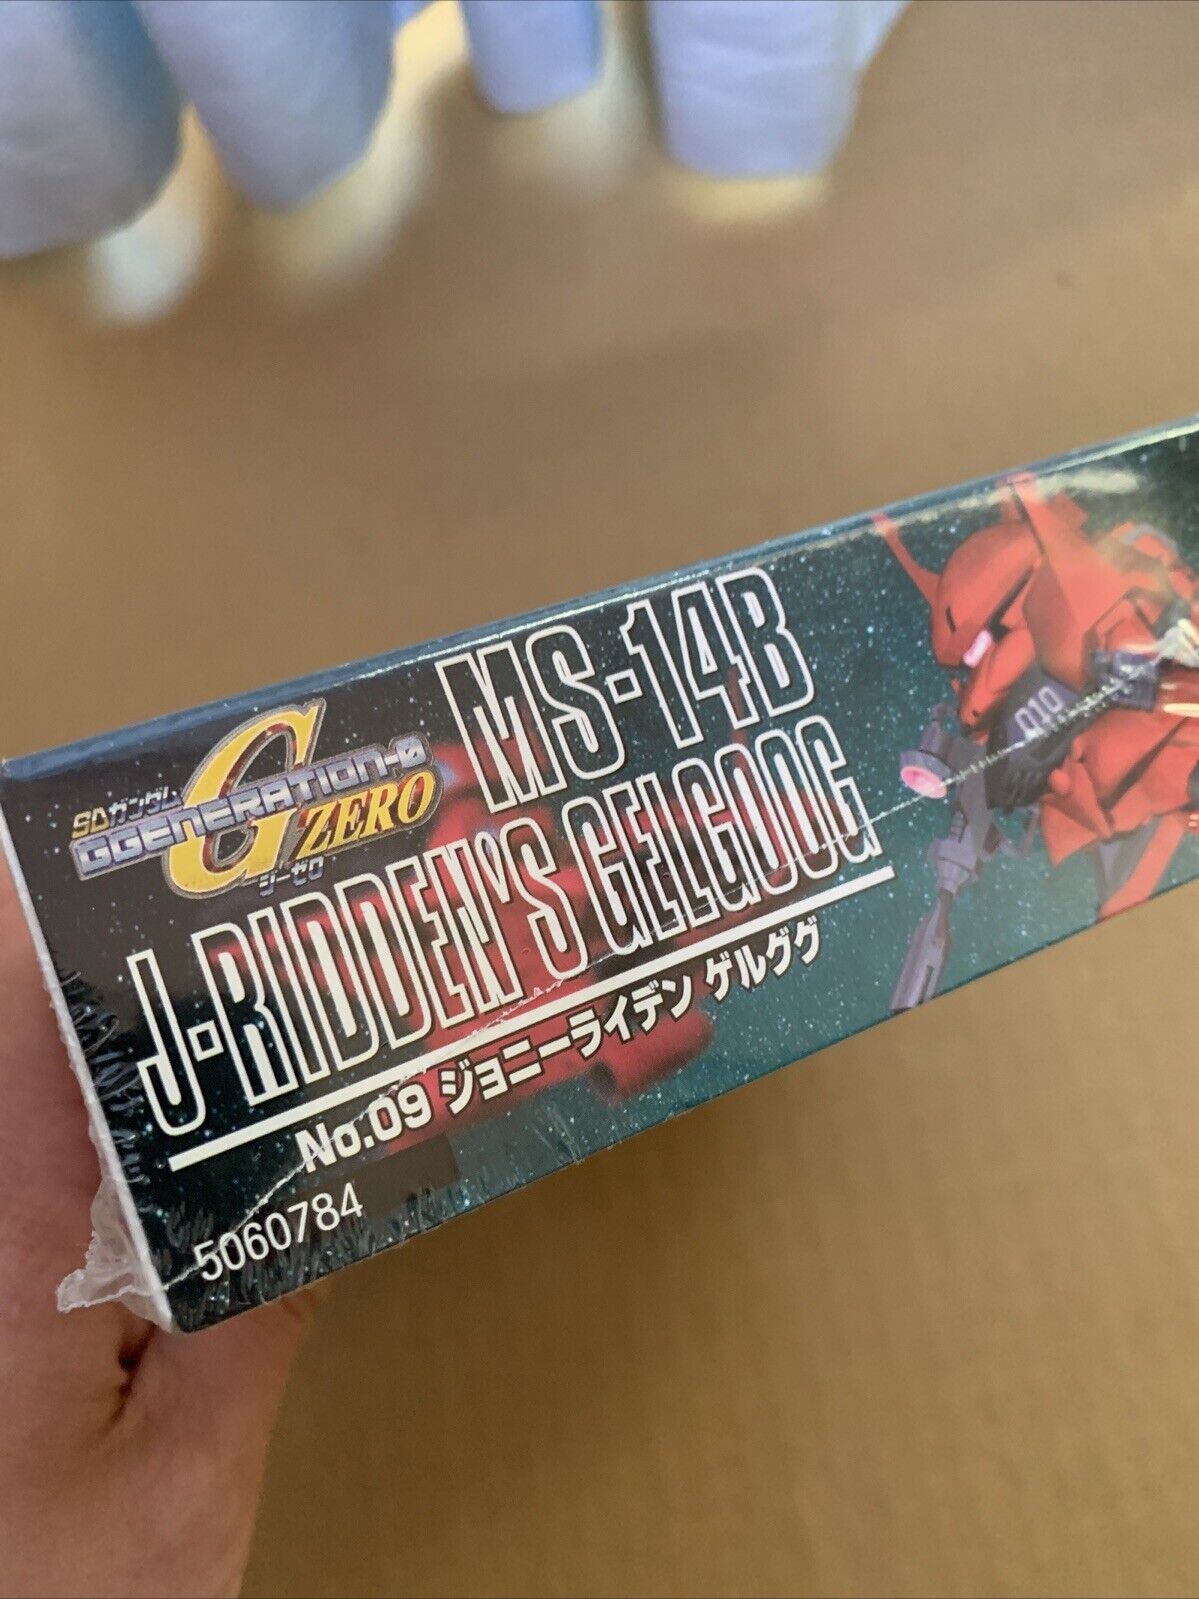 SDガンダム
GGENERATION-0
G ZERO
ジーゼロ
MS-14B
J-RIDDEN'S GELGOOG
No.09 ジョニーライデン ゲルググ
5060784
010